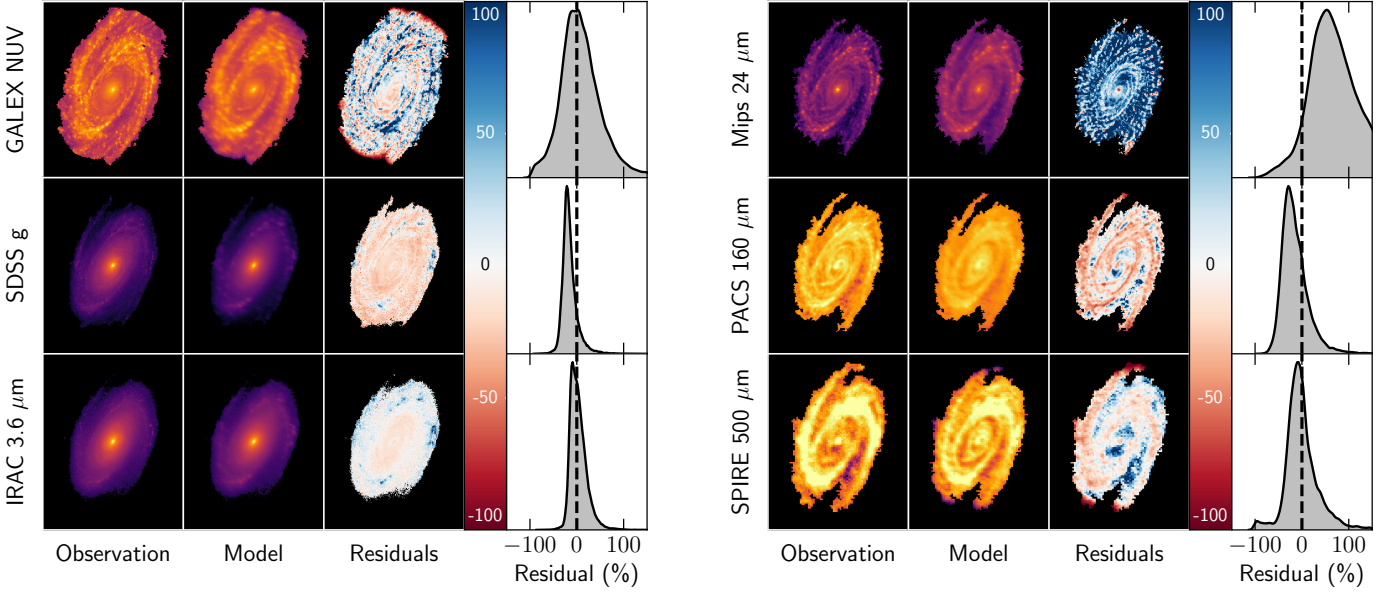 GALEX NUV
SDSS g
IRAC 3.6 μm
100
50
0
-50
-100
Observation
Model
Residuals
−100
0
100
Residual (%)
Mips 24 μm
PACS 160 μm
SPIRE 500 μm
100
50
0
-50
-100
Observation
Model
Residuals
−100
0
100
Residual (%)